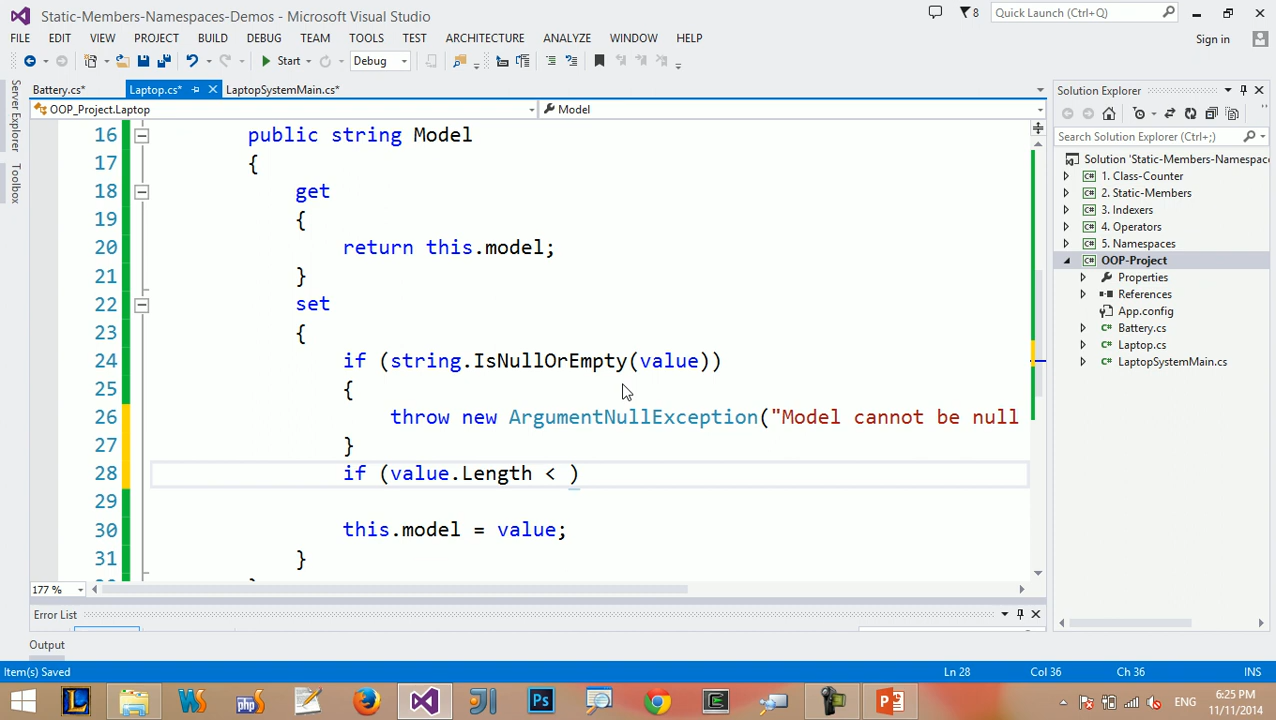 Static-Members-Namespaces-Demos - Microsoft Visual Studio
8
Quick Launch (Ctrl+Q)
FILE EDIT VIEW PROJECT BUILD DEBUG TEAM TOOLS TEST ARCHITECTURE ANALYZE WINDOW HELP
Sign in
Start
Debug
Server Explorer
Toolbox
Battery.cs*
Laptop.cs*
LaptopSystemMain.cs*
OOP_Project.Laptop
Model
16 public string Model
17 {
18 get
19 {
20 return this.model;
21 }
22 set
23 {
24 if (string.IsNullOrEmpty(value))
25 {
26 throw new ArgumentNullException("Model cannot be null
27 }
28 if (value.Length < )
29
30 this.model = value;
31 }
177 %
Error List
Output
Solution Explorer
Search Solution Explorer (Ctrl+;)
Solution 'Static-Members-Namespac
1. Class-Counter
2. Static-Members
3. Indexers
4. Operators
5. Namespaces
OOP-Project
Properties
References
App.config
Battery.cs
Laptop.cs
LaptopSystemMain.cs
Item(s) Saved
Ln 28
Col 36
Ch 36
INS
php
Ps
ENG
6:25 PM
11/11/2014